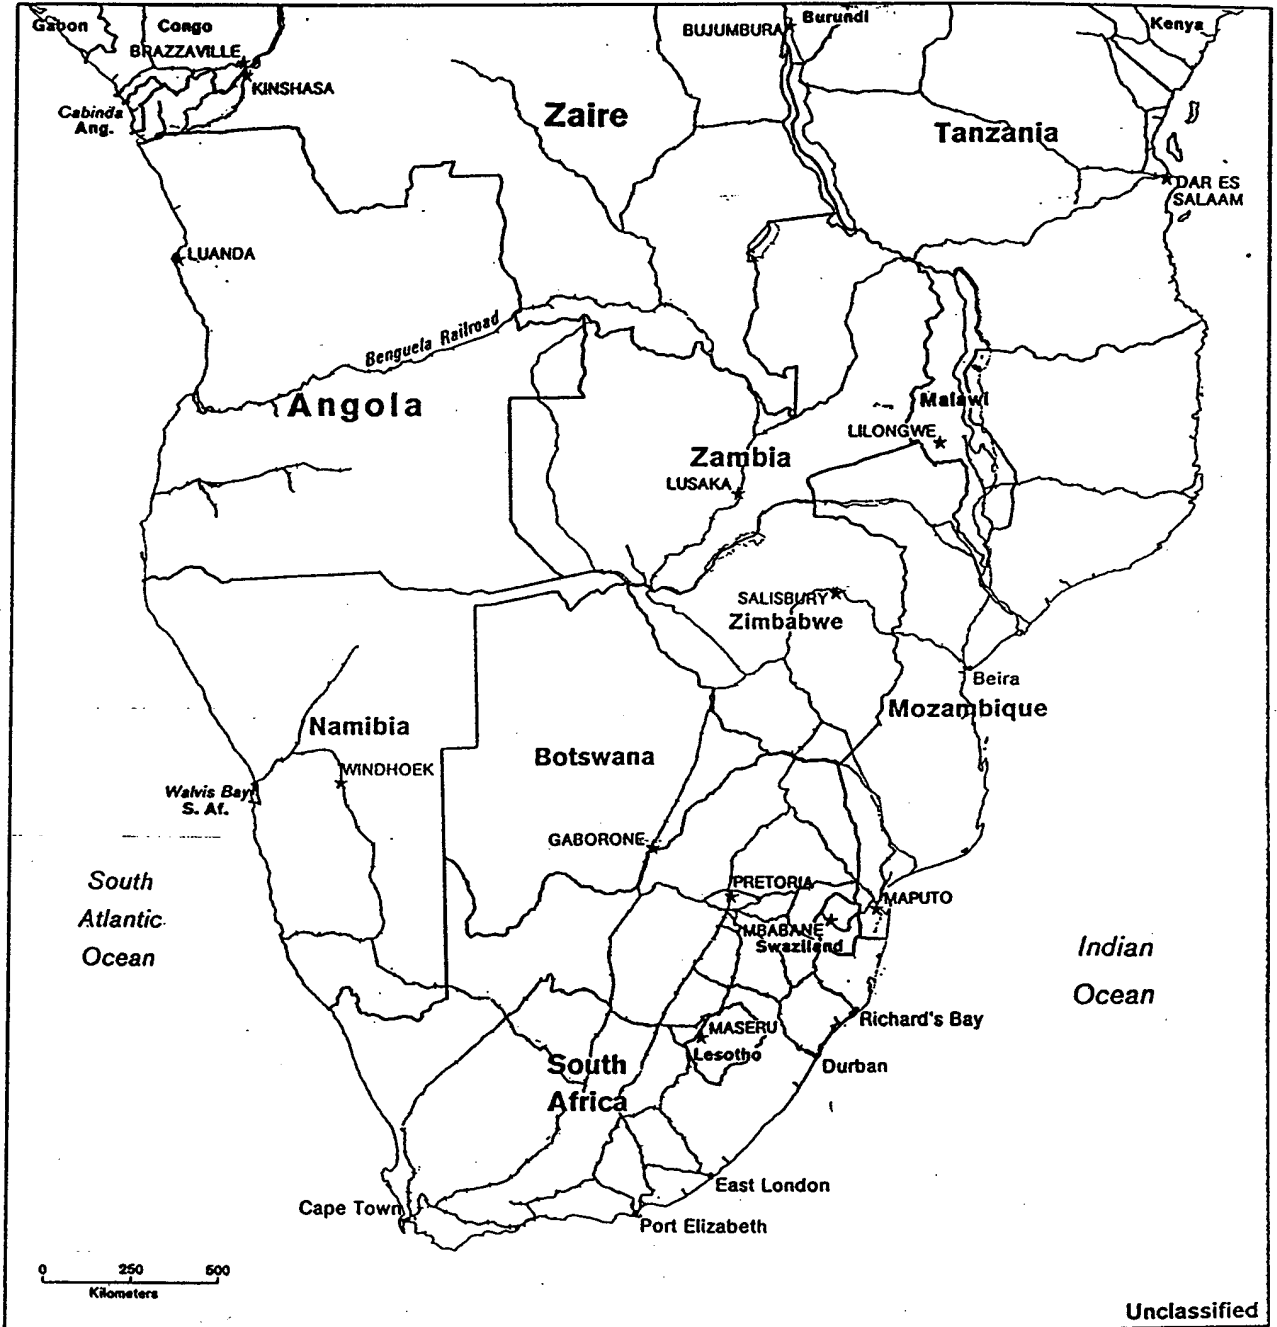 Gabon
Congo
BRAZZAVILLE
KINSHASA
Cabinda
Ang.
BUJUMBURA
Burundi
Kenya
Zaire
Tanzania
DAR ES
SALAAM
LUANDA
Benguela Railroad
Angola
Malawi
LILONGWE
Zambia
LUSAKA
SALISBURY
Zimbabwe
Beira
Mozambique
Namibia
WINDHOEK
Botswana
Walvis Bay
S. Af.
GABORONE
South
Atlantic
Ocean
PRETORIA
MAPUTO
MBABANE
Swaziland
Indian
Ocean
Richard's Bay
MASERU
Lesotho
Durban
South
Africa
East London
Cape Town
Port Elizabeth
0 250 500
Kilometers
Unclassified